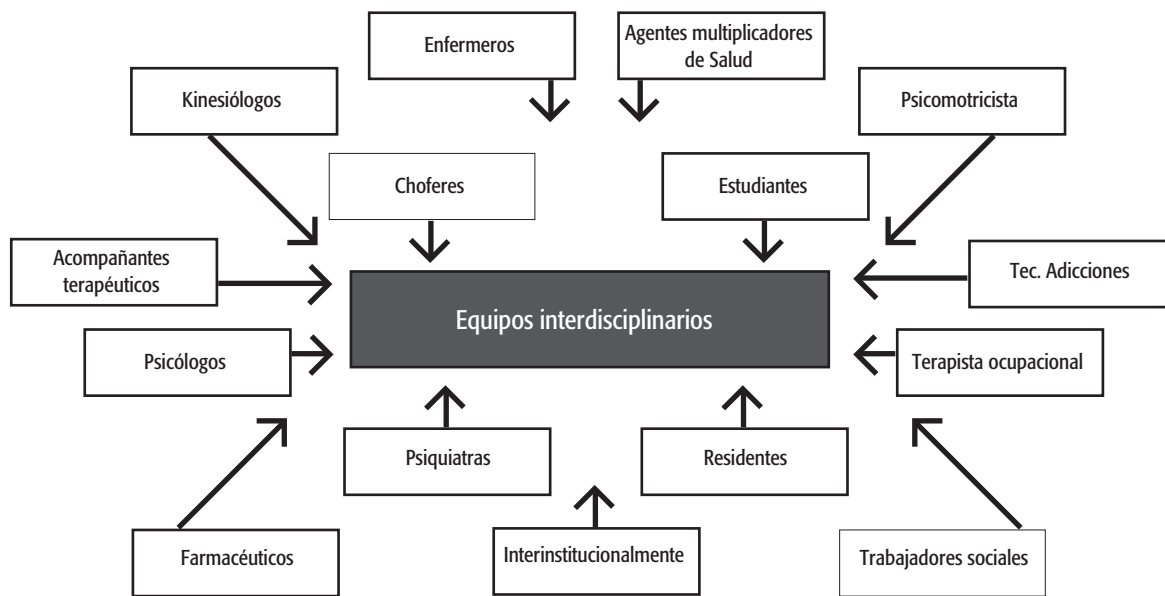 Enfermeros
Agentes multiplicadores
de Salud
Kinesiólogos
Psicomotricista
Choferes
Estudiantes
Acompañantes
terapéuticos
Tec. Adicciones
Equipos interdisciplinarios
Psicólogos
Terapista ocupacional
Psiquiatras
Residentes
Farmacéuticos
Interinstitucionalmente
Trabajadores sociales